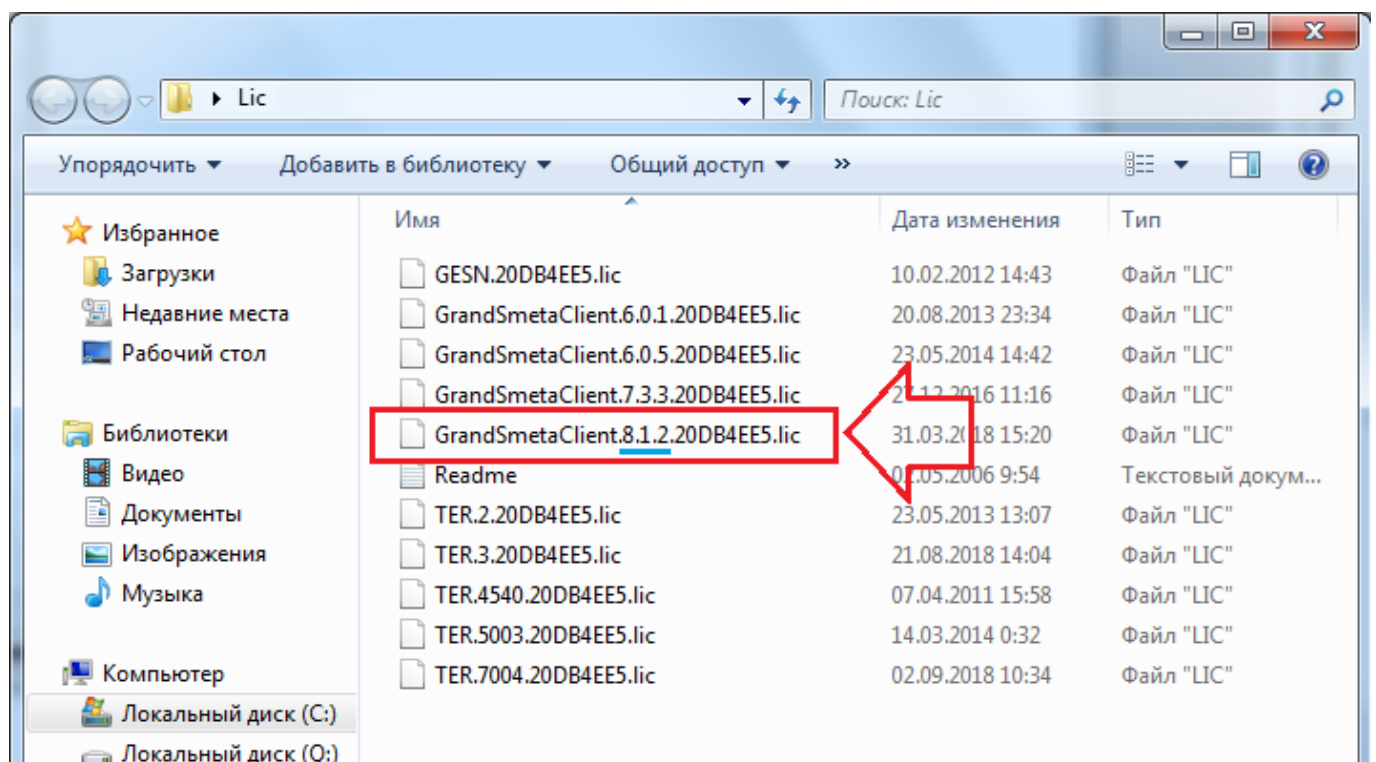 Lic
Поиск: Lic
Упорядочить Добавить в библиотеку Общий доступ »
Имя Дата изменения Тип
Избранное
Загрузки
Недавние места
Рабочий стол
Библиотеки
Видео
Документы
Изображения
Музыка
Компьютер
Локальный диск (C:)
Локальный диск (O:)
GESN.20DB4EE5.lic 10.02.2012 14:43 Файл "LIC"
GrandSmetaClient.6.0.1.20DB4EE5.lic 20.08.2013 23:34 Файл "LIC"
GrandSmetaClient.6.0.5.20DB4EE5.lic 23.05.2014 14:42 Файл "LIC"
GrandSmetaClient.7.3.3.20DB4EE5.lic 27.12.2016 11:16 Файл "LIC"
GrandSmetaClient.8.1.2.20DB4EE5.lic 31.03.2018 15:20 Файл "LIC"
Readme 02.05.2006 9:54 Текстовый докум...
TER.2.20DB4EE5.lic 23.05.2013 13:07 Файл "LIC"
TER.3.20DB4EE5.lic 21.08.2018 14:04 Файл "LIC"
TER.4540.20DB4EE5.lic 07.04.2011 15:58 Файл "LIC"
TER.5003.20DB4EE5.lic 14.03.2014 0:32 Файл "LIC"
TER.7004.20DB4EE5.lic 02.09.2018 10:34 Файл "LIC"